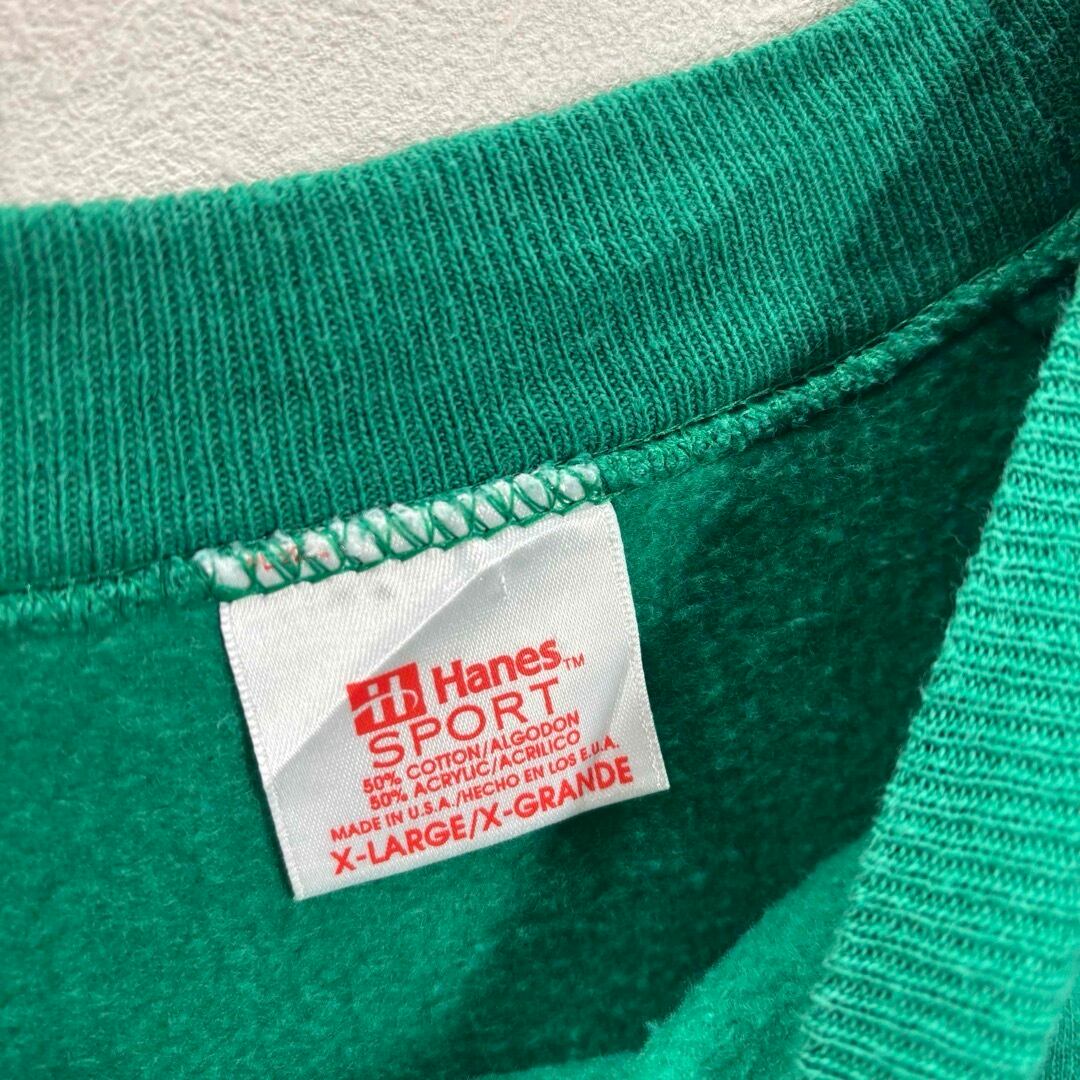 Hanes™
SPORT
50% COTTON/ALGODON
50% ACRYLIC/ACRILICO
MADE IN U.S.A./HECHO EN LOS E.U.A.
X-LARGE/X-GRANDE